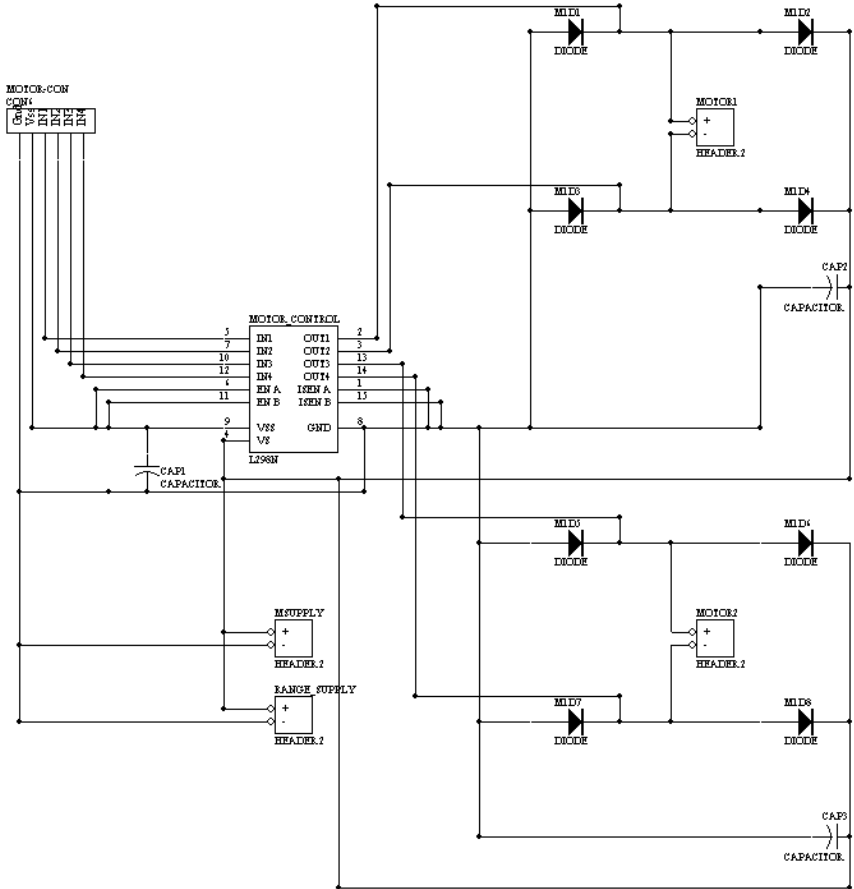 M1D1
DIODE
M1D2
DIODE
MOTOR-CON
CON6
Gnd
Vss
IN1
IN2
IN3
IN4
MOTOR1
+
-
HEADER 2
M1D3
DIODE
M1D4
DIODE
CAP2
CAPACITOR
MOTOR_CONTROL
5 IN1 OUT1 2
7 IN2 OUT2 3
10 IN3 OUT3 13
12 IN4 OUT4 14
6 EN A ISEN A 1
11 EN B ISEN B 15
9 VSS GND 8
4 VS
L298N
CAP1
CAPACITOR
M1D5
DIODE
M1D6
DIODE
MSUPPLY
+
-
HEADER 2
MOTOR2
+
-
HEADER 2
RANGE_SUPPLY
+
-
HEADER 2
M1D7
DIODE
M1D8
DIODE
CAP3
CAPACITOR